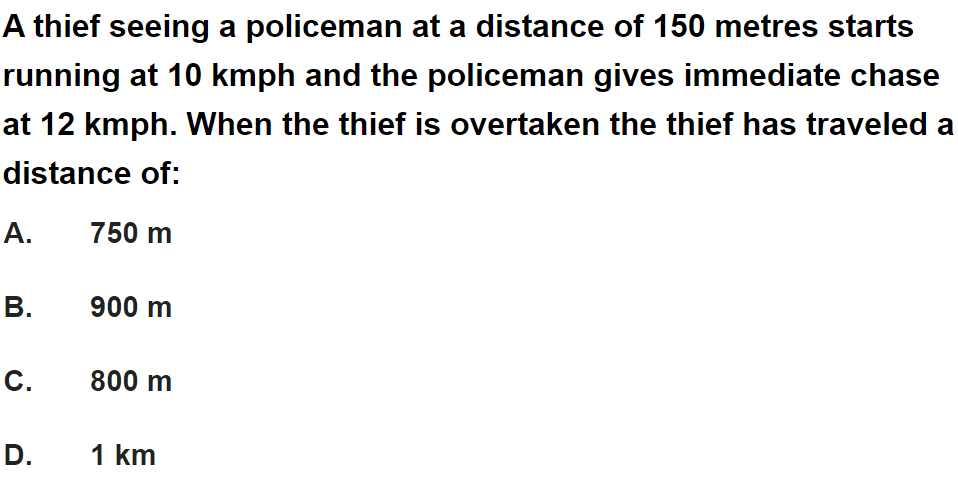 A thief seeing a policeman at a distance of 150 metres starts
running at 10 kmph and the policeman gives immediate chase
at 12 kmph. When the thief is overtaken the thief has traveled a
distance of:
A. 750 m
B. 900 m
C. 800 m
D. 1 km